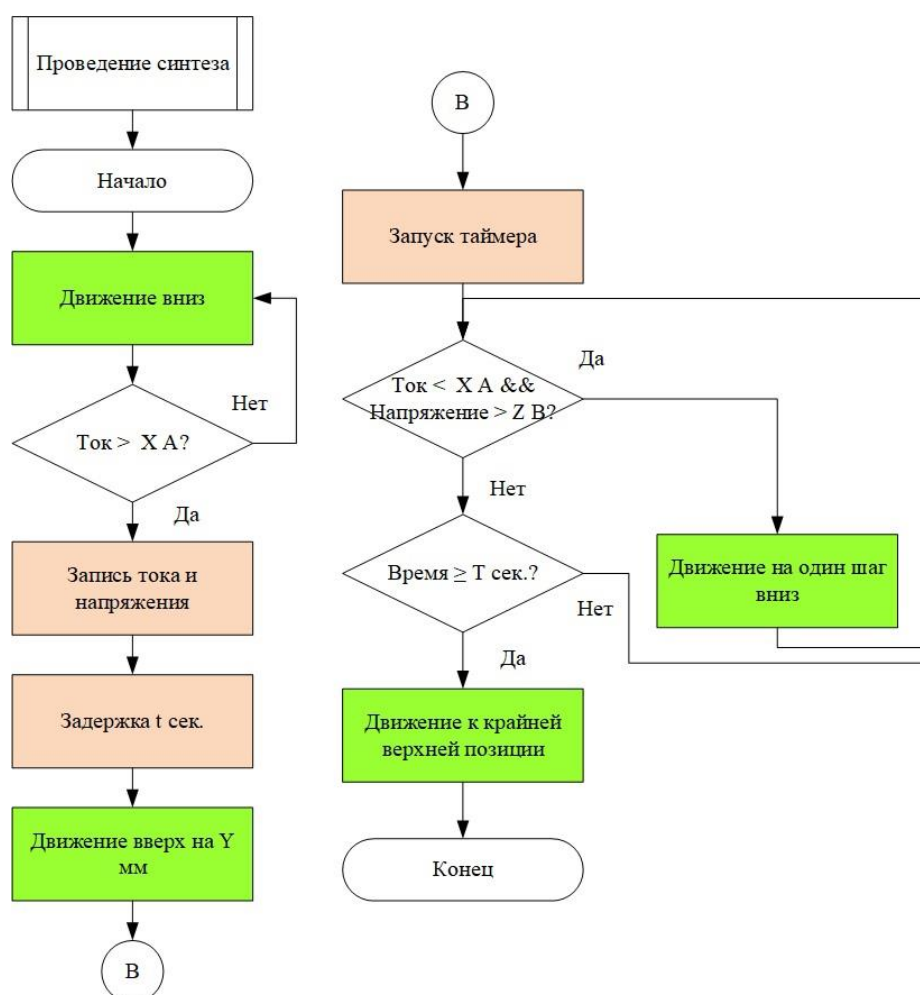 Проведение синтеза
Начало
Движение вниз
Нет
Ток > X А?
Да
Запись тока и
напряжения
Задержка t сек.
Движение вверх на Y
мм
В
В
Запуск таймера
Да
Ток < X А &&
Напряжение > Z В?
Нет
Время ≥ T сек.?
Нет
Движение на один шаг
вниз
Да
Движение к крайней
верхней позиции
Конец